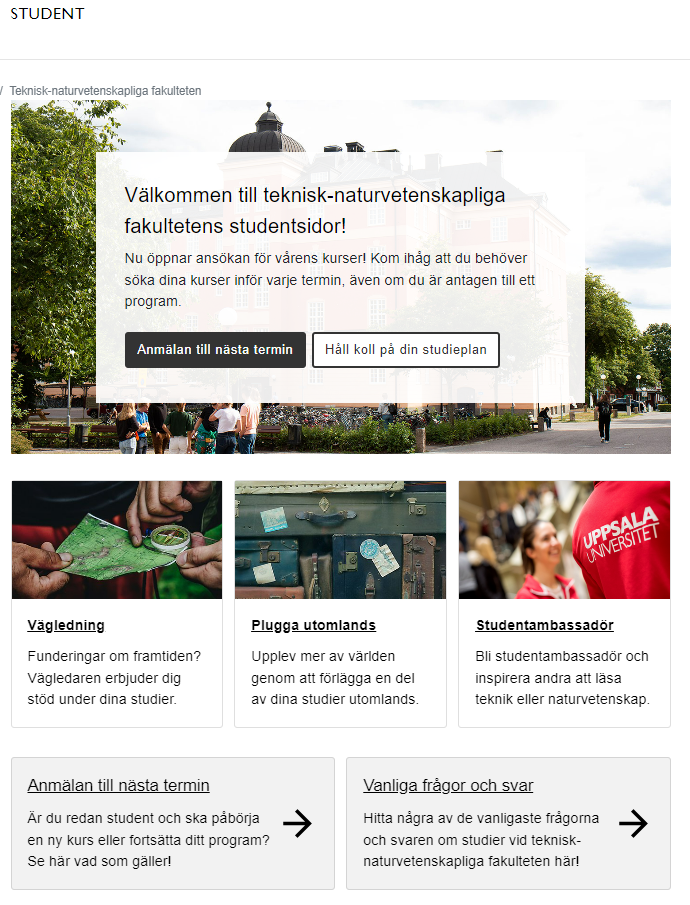 STUDENT
/ Teknisk-naturvetenskapliga fakulteten
Välkommen till teknisk-naturvetenskapliga
fakultetens studentsidor!
Nu öppnar ansökan för vårens kurser! Kom ihåg att du behöver
söka dina kurser inför varje termin, även om du är antagen till ett
program.
Anmälan till nästa termin
Håll koll på din studieplan
UPPSALA
UNIVERSITET
Vägledning
Funderingar om framtiden?
Vägledaren erbjuder dig
stöd under dina studier.
Plugga utomlands
Upplev mer av världen
genom att förlägga en del
av dina studier utomlands.
Studentambassadör
Bli studentambassadör och
inspirera andra att läsa
teknik eller naturvetenskap.
Anmälan till nästa termin
Är du redan student och ska påbörja
en ny kurs eller fortsätta ditt program?
Se här vad som gäller!
Vanliga frågor och svar
Hitta några av de vanligaste frågorna
och svaren om studier vid teknisk-
naturvetenskapliga fakulteten här!